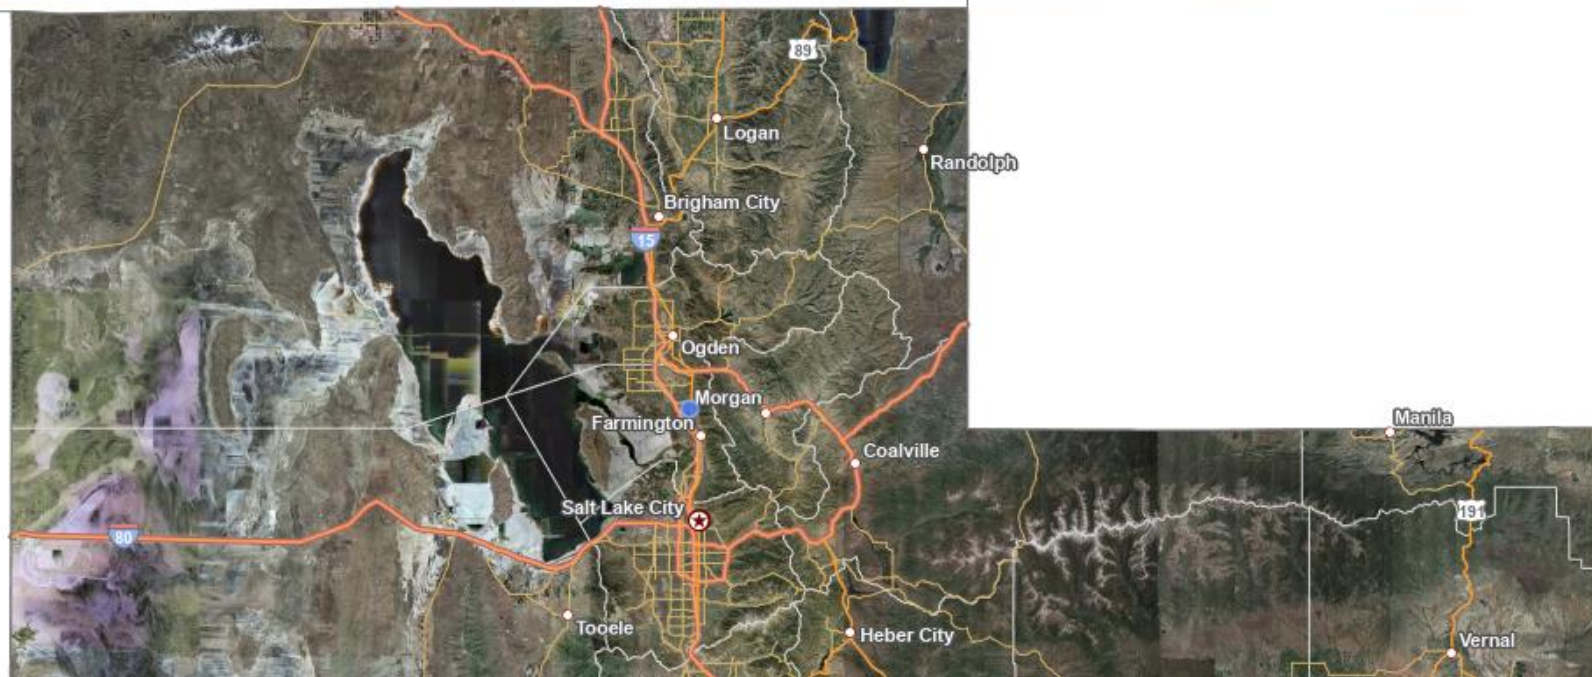 89
Logan
Randolph
Brigham City
15
Ogden
Morgan
Manila
Farmington
Coalville
Salt Lake City
191
80
Tooele
Heber City
Vernal